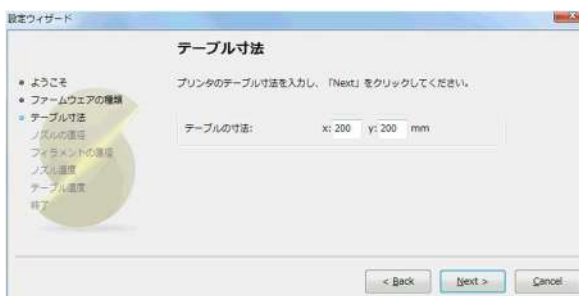 設定ウィザード
テーブル寸法
プリンタのテーブル寸法を入力し、「Next」をクリックしてください。
● ようこそ
● ファームウェアの種類
● テーブル寸法
ノズルの直径
フィラメントの直径
ノズル温度
テーブル温度
終了
テーブルの寸法: x: 200 y: 200 mm
< Back Next > Cancel